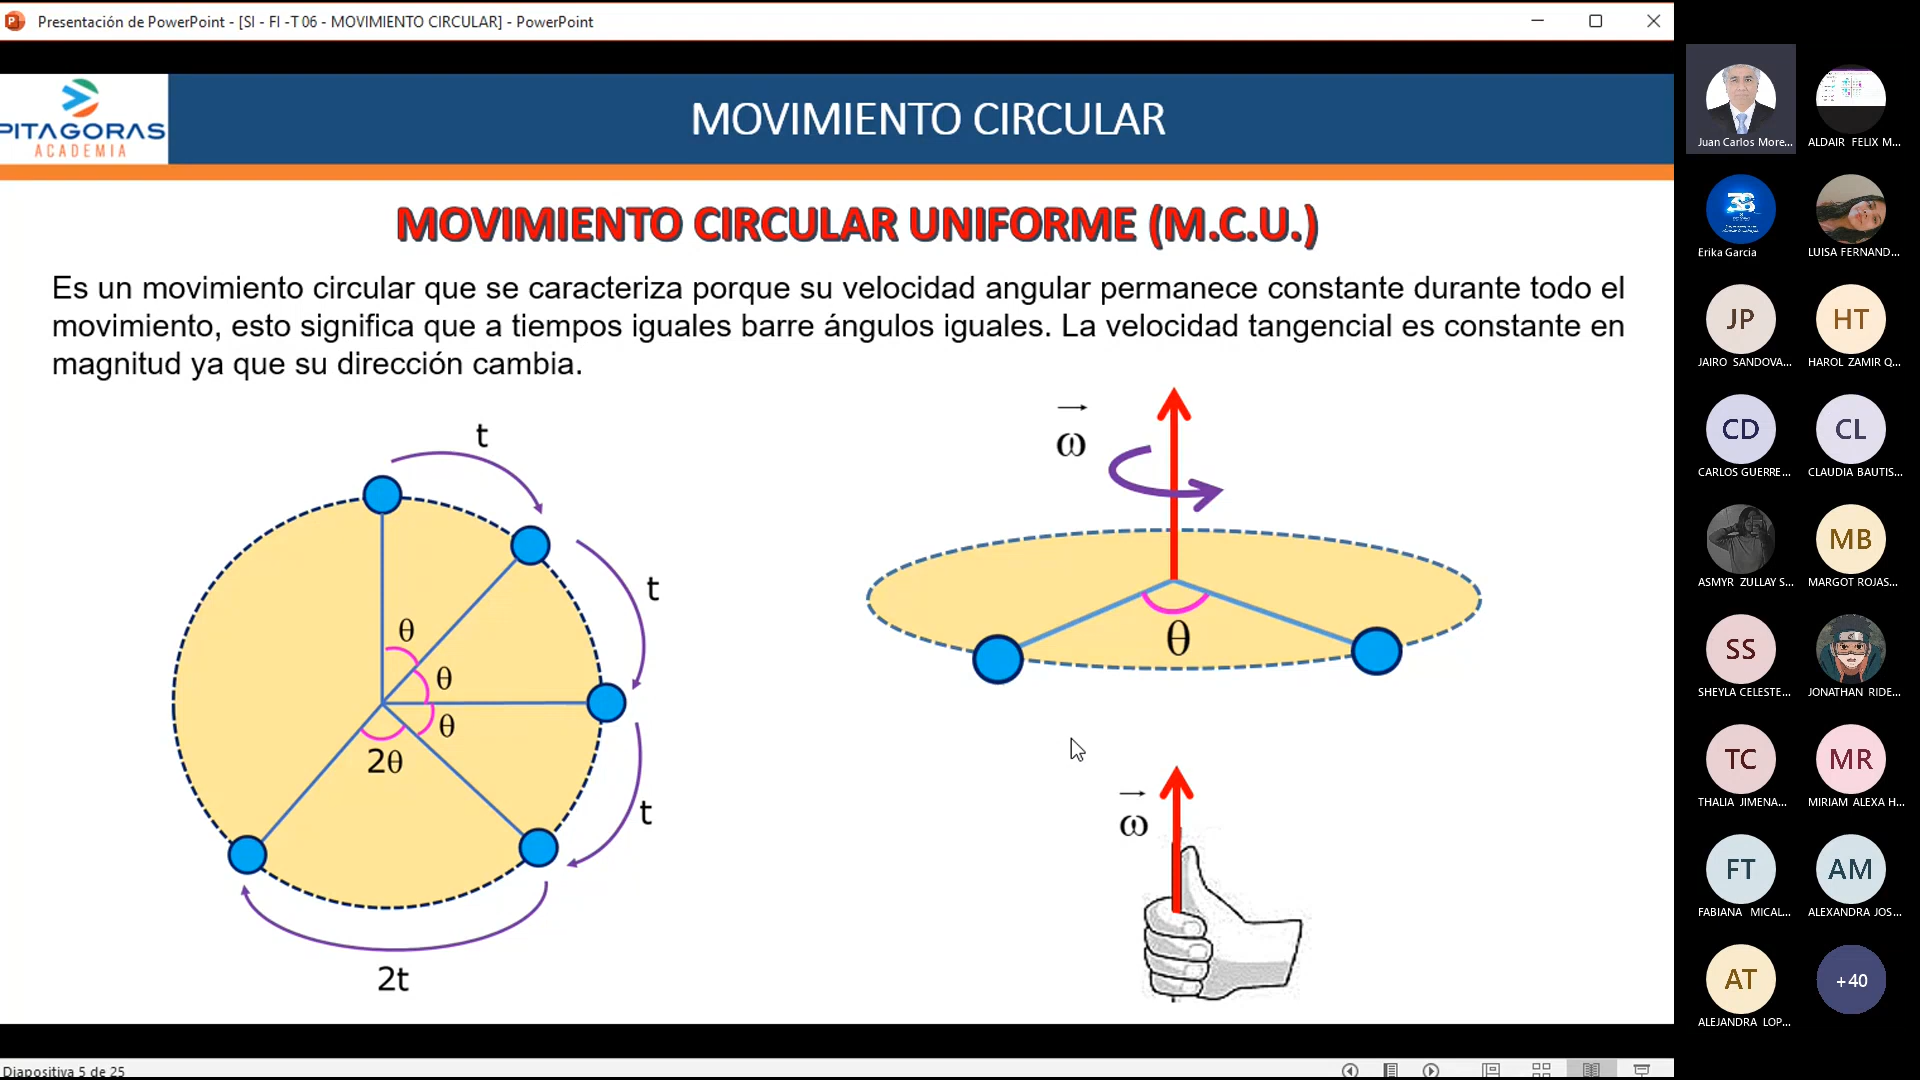 Presentación de PowerPoint - [SI - FI -T 06 - MOVIMIENTO CIRCULAR] - PowerPoint
PITAGORAS
ACADEMIA
MOVIMIENTO CIRCULAR
MOVIMIENTO CIRCULAR UNIFORME (M.C.U.)
Es un movimiento circular que se caracteriza porque su velocidad angular permanece constante durante todo el
movimiento, esto significa que a tiempos iguales barre ángulos iguales. La velocidad tangencial es constante en
magnitud ya que su dirección cambia.
t
t
θ
θ
θ
2θ
t
2t
ω
θ
ω
Juan Carlos More...
ALDAIR FELIX M...
38
Erika Garcia
LUISA FERNAND...
JP
JAIRO SANDOVA...
HT
HAROL ZAMIR Q...
CD
CARLOS GUERRE...
CL
CLAUDIA BAUTIS...
ASMYR ZULLAY S...
MB
MARGOT ROJAS...
SS
SHEYLA CELESTE...
JONATHAN RIDE...
TC
THALIA JIMENA...
MR
MIRIAM ALEXA H...
FT
FABIANA MICAL...
AM
ALEXANDRA JOS...
AT
ALEJANDRA LOP...
+40
Diapositiva 5 de 25